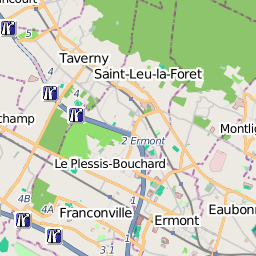 ncourt
5
4
Taverny
Saint-Leu-la-Foret
champ
Montlig
2 Ermont
Le Plessis-Bouchard
4B
4A
4
Franconville
Eaubonn
Ermont
3.1